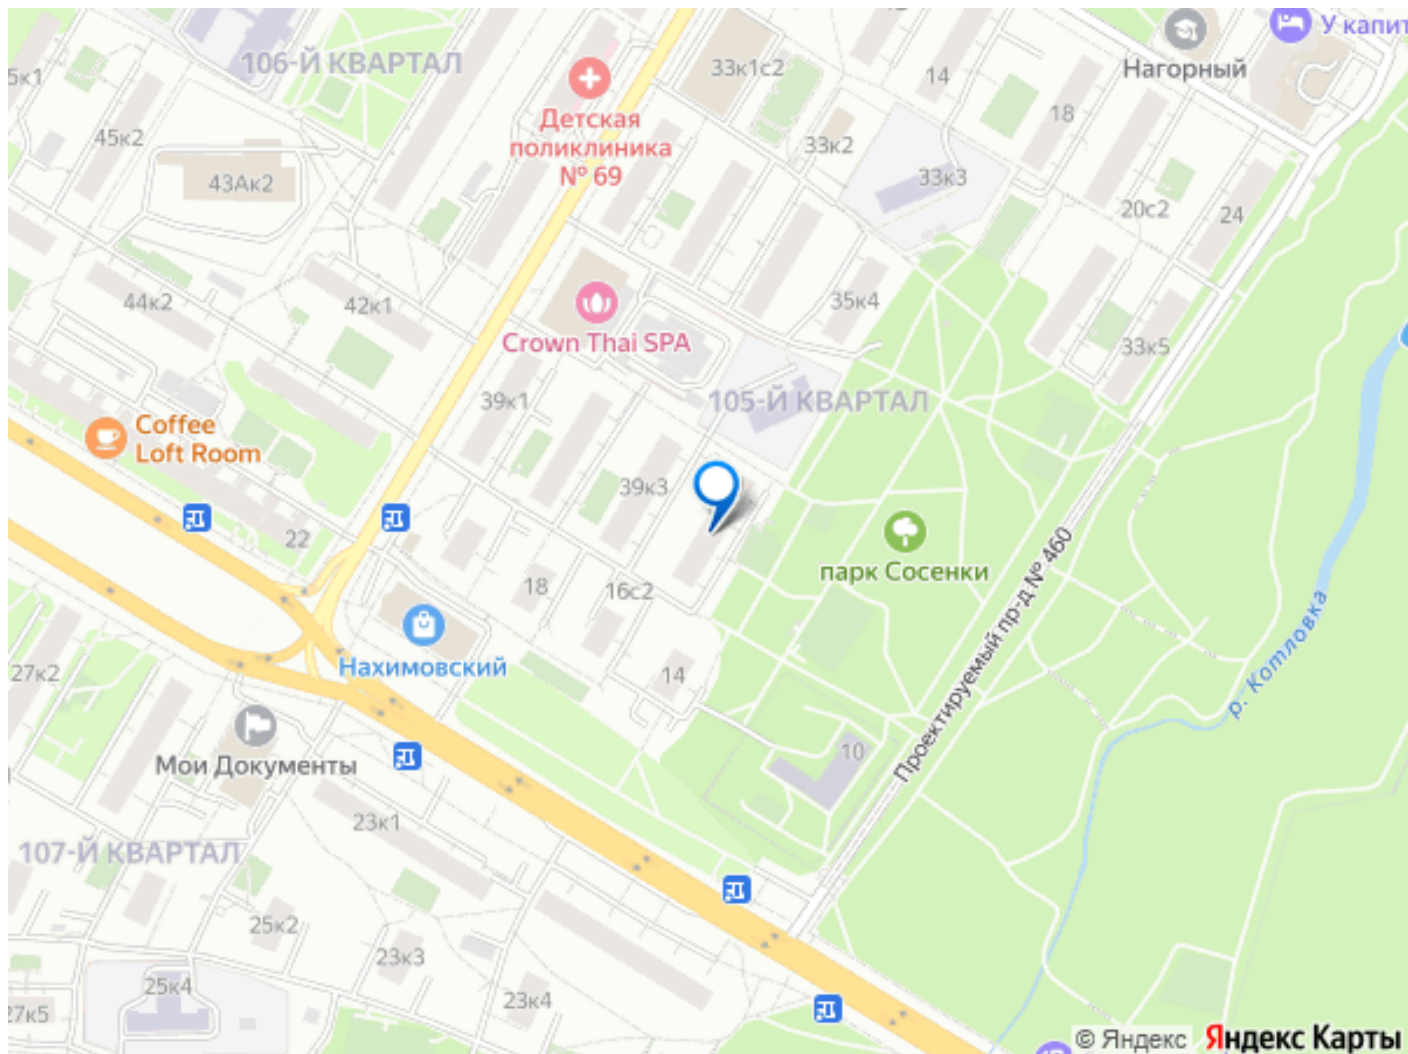 106-Й КВАРТАЛ
33к1с2
14
Нагорный
У капит
5к1
45к2
Детская
поликлиника
№ 69
18
33к2
43Ак2
33к3
20с2
24
44к2
42к1
35к4
Crown Thai SPA
33к5
39к1
105-Й КВАРТАЛ
Coffee
Loft Room
39к3
22
парк Сосенки
18
16с2
Проектируемый пр-д № 460
р. Котловка
27к2
Нахимовский
14
Мои Документы
10
23к1
107-Й КВАРТАЛ
25к2
23к3
25к4
23к4
27к5
© Яндекс Яндекс Карты